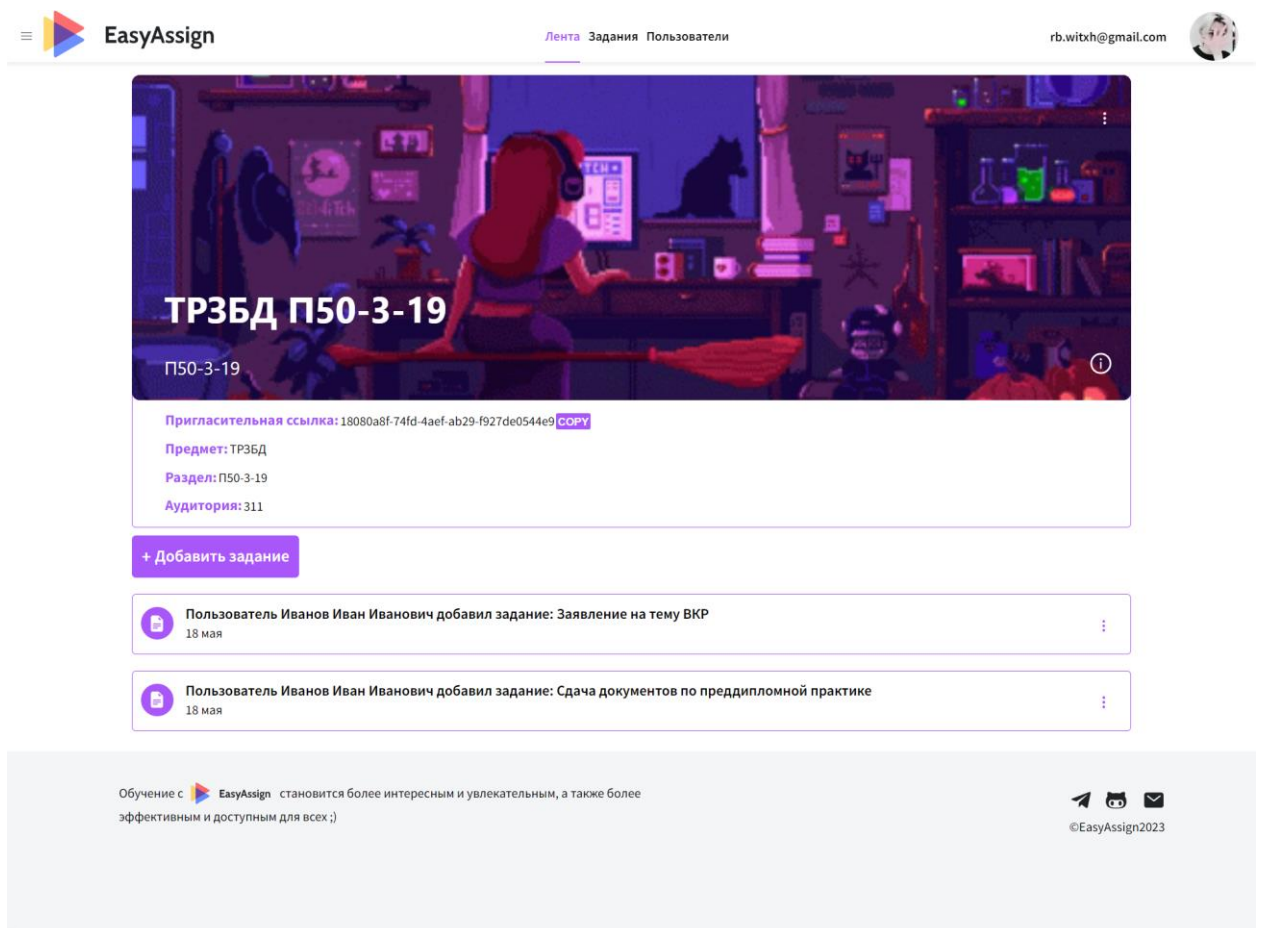 EasyAssign
Лента Задания Пользователи
rb.witxh@gmail.com
ТРЗБД П50-3-19
П50-3-19
Пригласительная ссылка: 18080a8f-74fd-4aef-ab29-f927de0544e9 COPY
Предмет: ТРЗБД
Раздел: П50-3-19
Аудитория: 311
+ Добавить задание
Пользователь Иванов Иван Иванович добавил задание: Заявление на тему ВКР
18 мая
Пользователь Иванов Иван Иванович добавил задание: Сдача документов по преддипломной практике
18 мая
Обучение с EasyAssign становится более интересным и увлекательным, а также более
эффективным и доступным для всех ;)
©EasyAssign2023